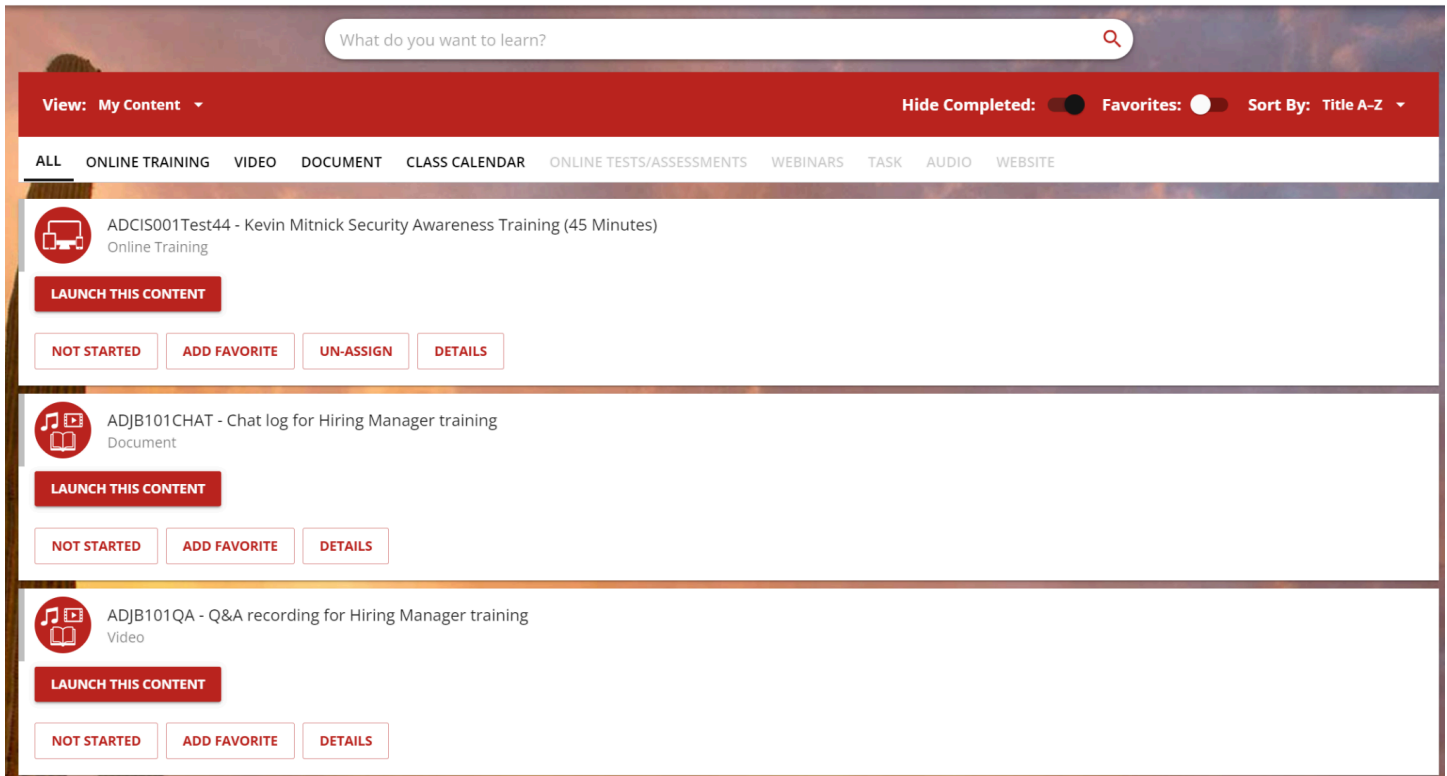 What do you want to learn?
View: My Content Hide Completed: Favorites: Sort By: Title A–Z
ALL ONLINE TRAINING VIDEO DOCUMENT CLASS CALENDAR ONLINE TESTS/ASSESSMENTS WEBINARS TASK AUDIO WEBSITE
ADCIS001Test44 - Kevin Mitnick Security Awareness Training (45 Minutes)
Online Training
LAUNCH THIS CONTENT
NOT STARTED ADD FAVORITE UN-ASSIGN DETAILS
ADJB101CHAT - Chat log for Hiring Manager training
Document
LAUNCH THIS CONTENT
NOT STARTED ADD FAVORITE DETAILS
ADJB101QA - Q&A recording for Hiring Manager training
Video
LAUNCH THIS CONTENT
NOT STARTED ADD FAVORITE DETAILS